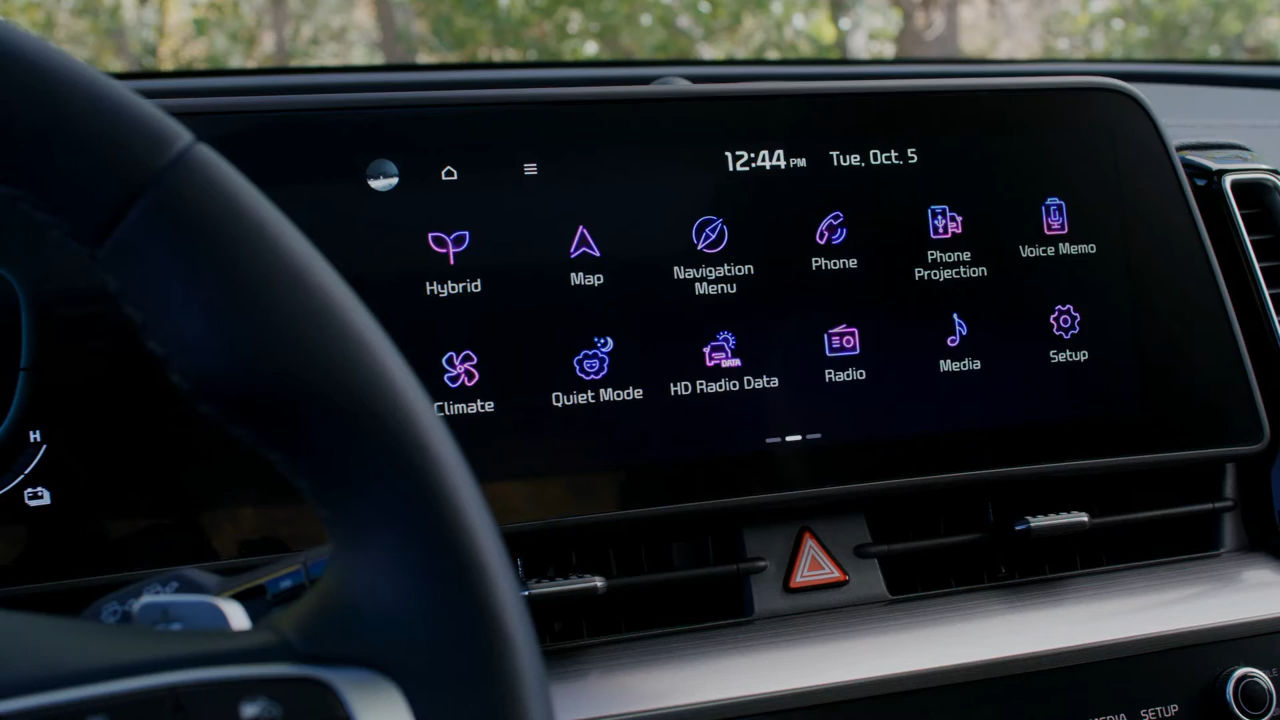 12:44 PM Tue, Oct. 5
Hybrid
Map
Navigation
Menu
Phone
Phone
Projection
Voice Memo
Climate
Quiet Mode
DATA
HD Radio Data
Radio
Media
Setup
H
SETUP